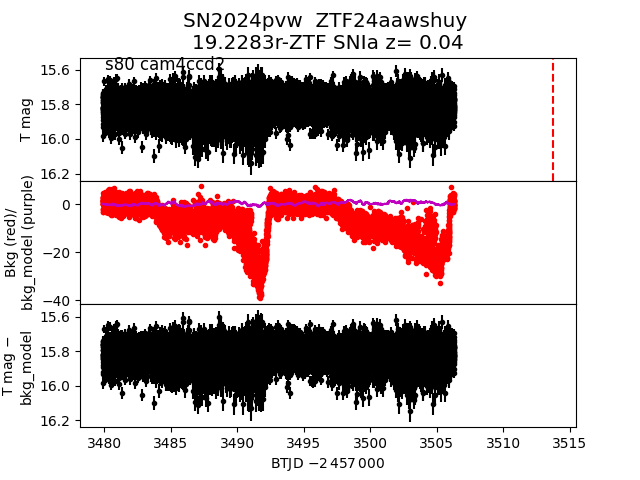 SN2024pvw ZTF24aawshuy
19.2283r-ZTF SNIa z= 0.04
s80 cam4ccd2
15.6
15.8
16.0
16.2
T mag
0
−20
−40
Bkg (red)/
bkg_model (purple)
15.6
15.8
16.0
16.2
T mag −
bkg_model
3480 3485 3490 3495 3500 3505 3510 3515
BTJD −2 457 000